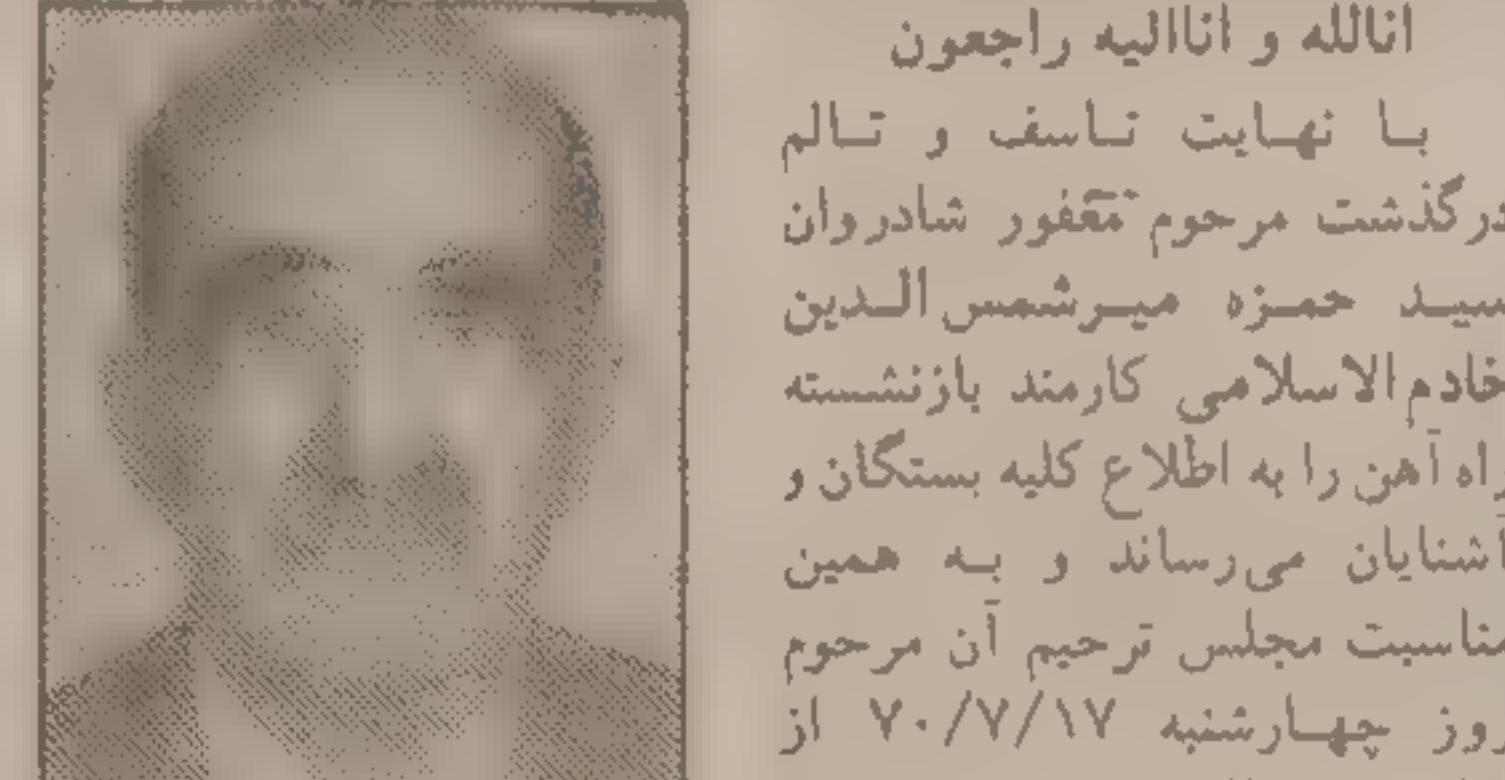 اناللله و اناالیه راجعون
با نهایت تاسف و تالم
درگذشت مرحوم مغفور شادروان
سید حمزه میرشمس‌الدین
خادم‌الاسلامی کارمند بازنشسته
راه آهن را به اطلاع کلیه بستگان و
آشنایان می‌رساند و به همین
مناسبت مجلس ترحیم آن مرحوم
روز چهارشنبه ۷۰/۷/۱۷ از